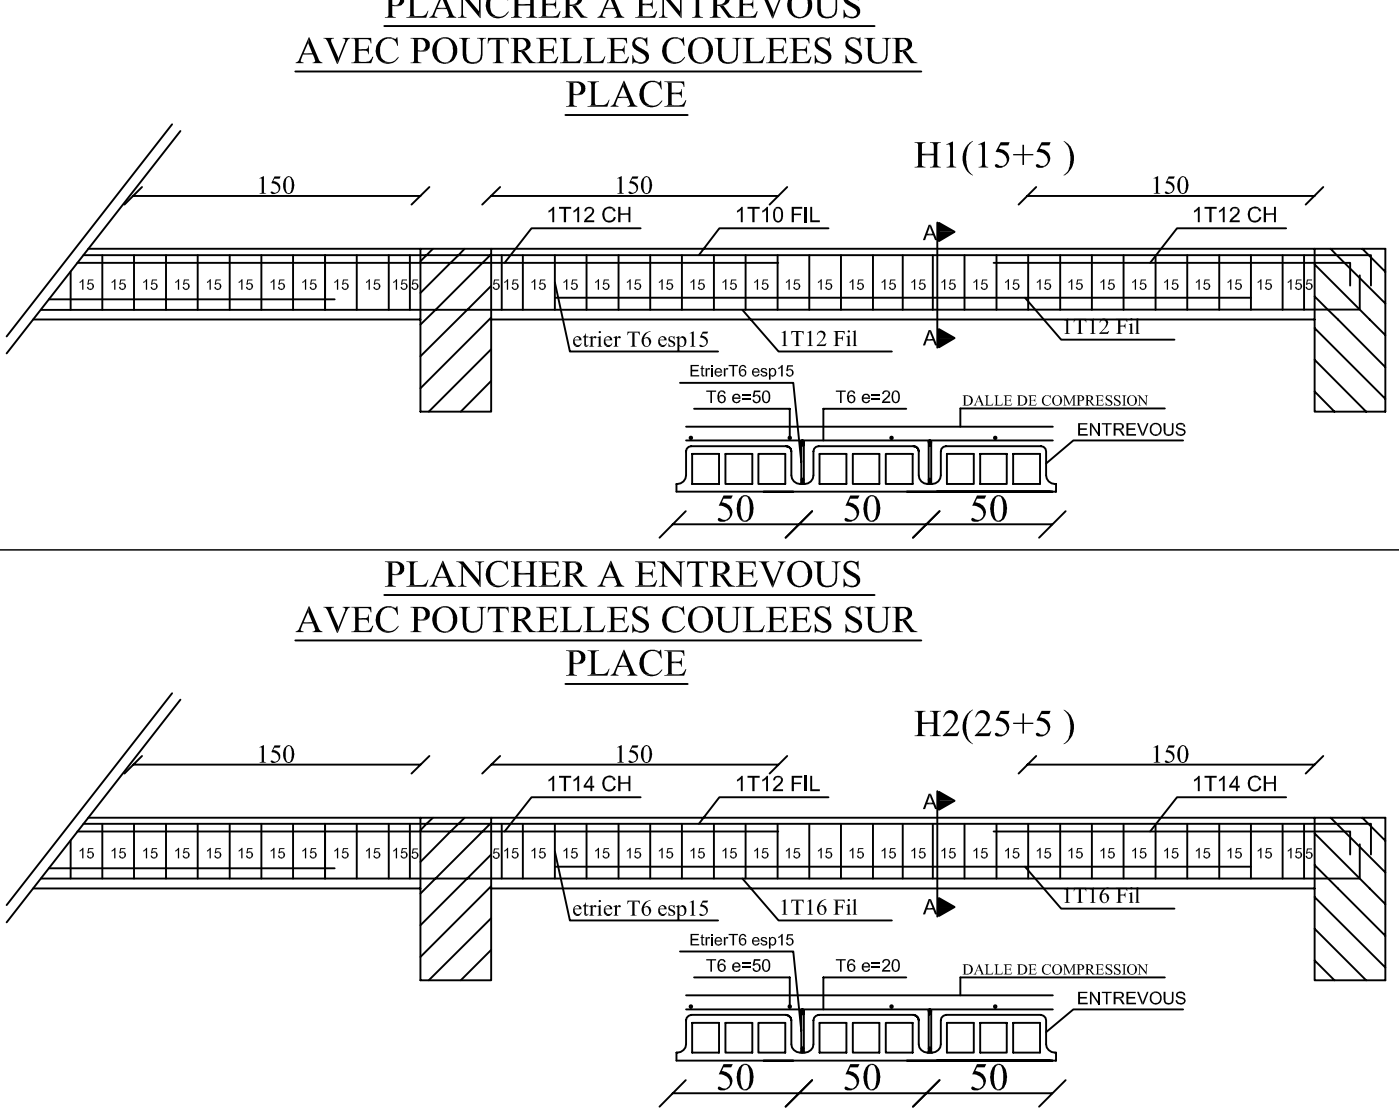 PLANCHER A ENTREVOUS
AVEC POUTRELLES COULEES SUR
PLACE
H1(15+5 )
150 150 150
1T12 CH 1T10 FIL 1T12 CH
A
15 15 15 15 15 15 15 15 15 15 15 5 5 15 15 15 15 15 15 15 15 15 15 15 15 15 15 15 15 15 15 15 15 15 15 15 15 15 5
etrier T6 esp15 1T12 Fil A 1T12 Fil
EtrierT6 esp15
T6 e=50 T6 e=20 DALLE DE COMPRESSION
ENTREVOUS
50 50 50
PLANCHER A ENTREVOUS
AVEC POUTRELLES COULEES SUR
PLACE
H2(25+5 )
150 150 150
1T14 CH 1T12 FIL 1T14 CH
A
15 15 15 15 15 15 15 15 15 15 15 5 5 15 15 15 15 15 15 15 15 15 15 15 15 15 15 15 15 15 15 15 15 15 15 15 15 15 5
etrier T6 esp15 1T16 Fil A 1T16 Fil
EtrierT6 esp15
T6 e=50 T6 e=20 DALLE DE COMPRESSION
ENTREVOUS
50 50 50